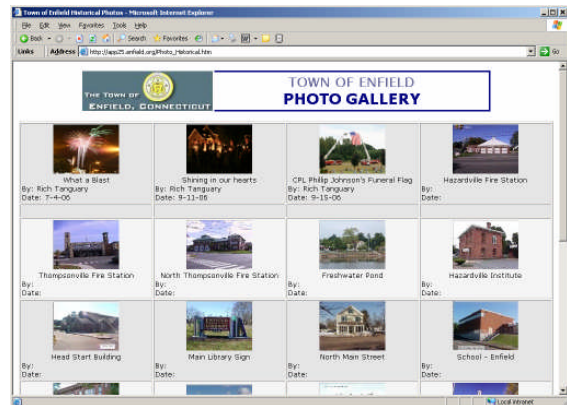 Town of Enfield Historical Photos - Microsoft Internet Explorer
File Edit View Favorites Tools Help
Back Search Favorites
Links Address http://app25.enfield.org/Photo_Historical.htm Go
THE TOWN OF
ENFIELD, CONNECTICUT
TOWN OF ENFIELD
PHOTO GALLERY
What a Blast
By: Rich Tanguary
Date: 7-4-06
Shining in our hearts
By: Rich Tanguary
Date: 9-11-06
CPL Phillip Johnson's Funeral Flag
By: Rich Tanguary
Date: 9-15-06
Hazardville Fire Station
By:
Date:
Thompsonville Fire Station
By:
Date:
North Thompsonville Fire Station
By:
Date:
Freshwater Pond
By:
Date:
Hazardville Institute
By:
Date:
Head Start Building
By:
Date:
Main Library Sign
By:
Date:
North Main Street
By:
Date:
School - Enfield
By:
Date:
Local intranet